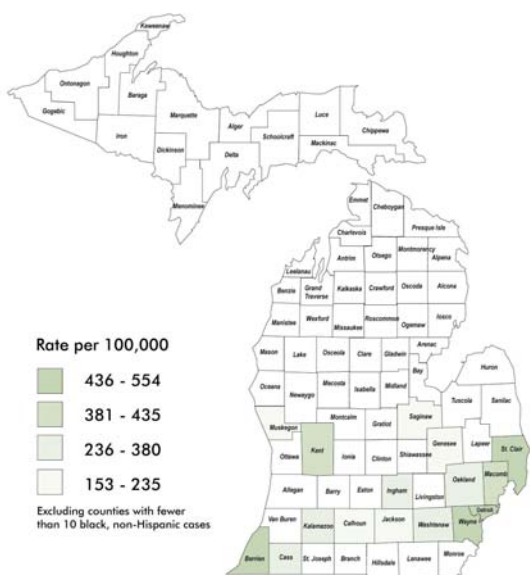 Keweenaw
Houghton
Ontonagon
Baraga
Gogebic
Marquette
Iron
Alger
Luce
Chippewa
Schoolcraft
Mackinac
Dickinson
Delta
Menominee
Emmet
Cheboygan
Presque Isle
Charlevois
Antrim
Otsego
Montmorency
Alpena
Leelanau
Benzie
Grand
Traverse
Kalkaska
Crawford
Oscoda
Alcona
Manistee
Wexford
Missaukee
Roscommon
Ogemaw
Iosco
Arenac
Mason
Lake
Osceola
Clare
Gladwin
Bay
Huron
Oceana
Newaygo
Mecosta
Isabella
Midland
Tuscola
Sanilac
Muskegon
Montcalm
Gratiot
Saginaw
Genesee
Lapeer
St. Clair
Ottawa
Kent
Ionia
Clinton
Shiawassee
Oakland
Macomb
Allegan
Barry
Eaton
Ingham
Livingston
Detroit
Van Buren
Kalamazoo
Calhoun
Jackson
Washtenaw
Wayne
Berrien
Cass
St. Joseph
Branch
Hillsdale
Lenawee
Monroe
Rate per 100,000
436 - 554
381 - 435
236 - 380
153 - 235
Excluding counties with fewer
than 10 black, non-Hispanic cases